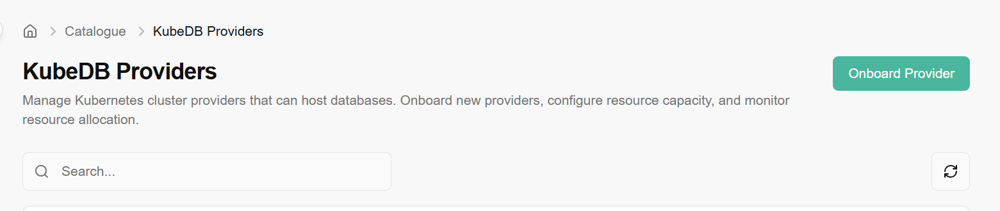 Catalogue KubeDB Providers
KubeDB Providers
Onboard Provider
Manage Kubernetes cluster providers that can host databases. Onboard new providers, configure resource capacity, and monitor
resource allocation.
Search...